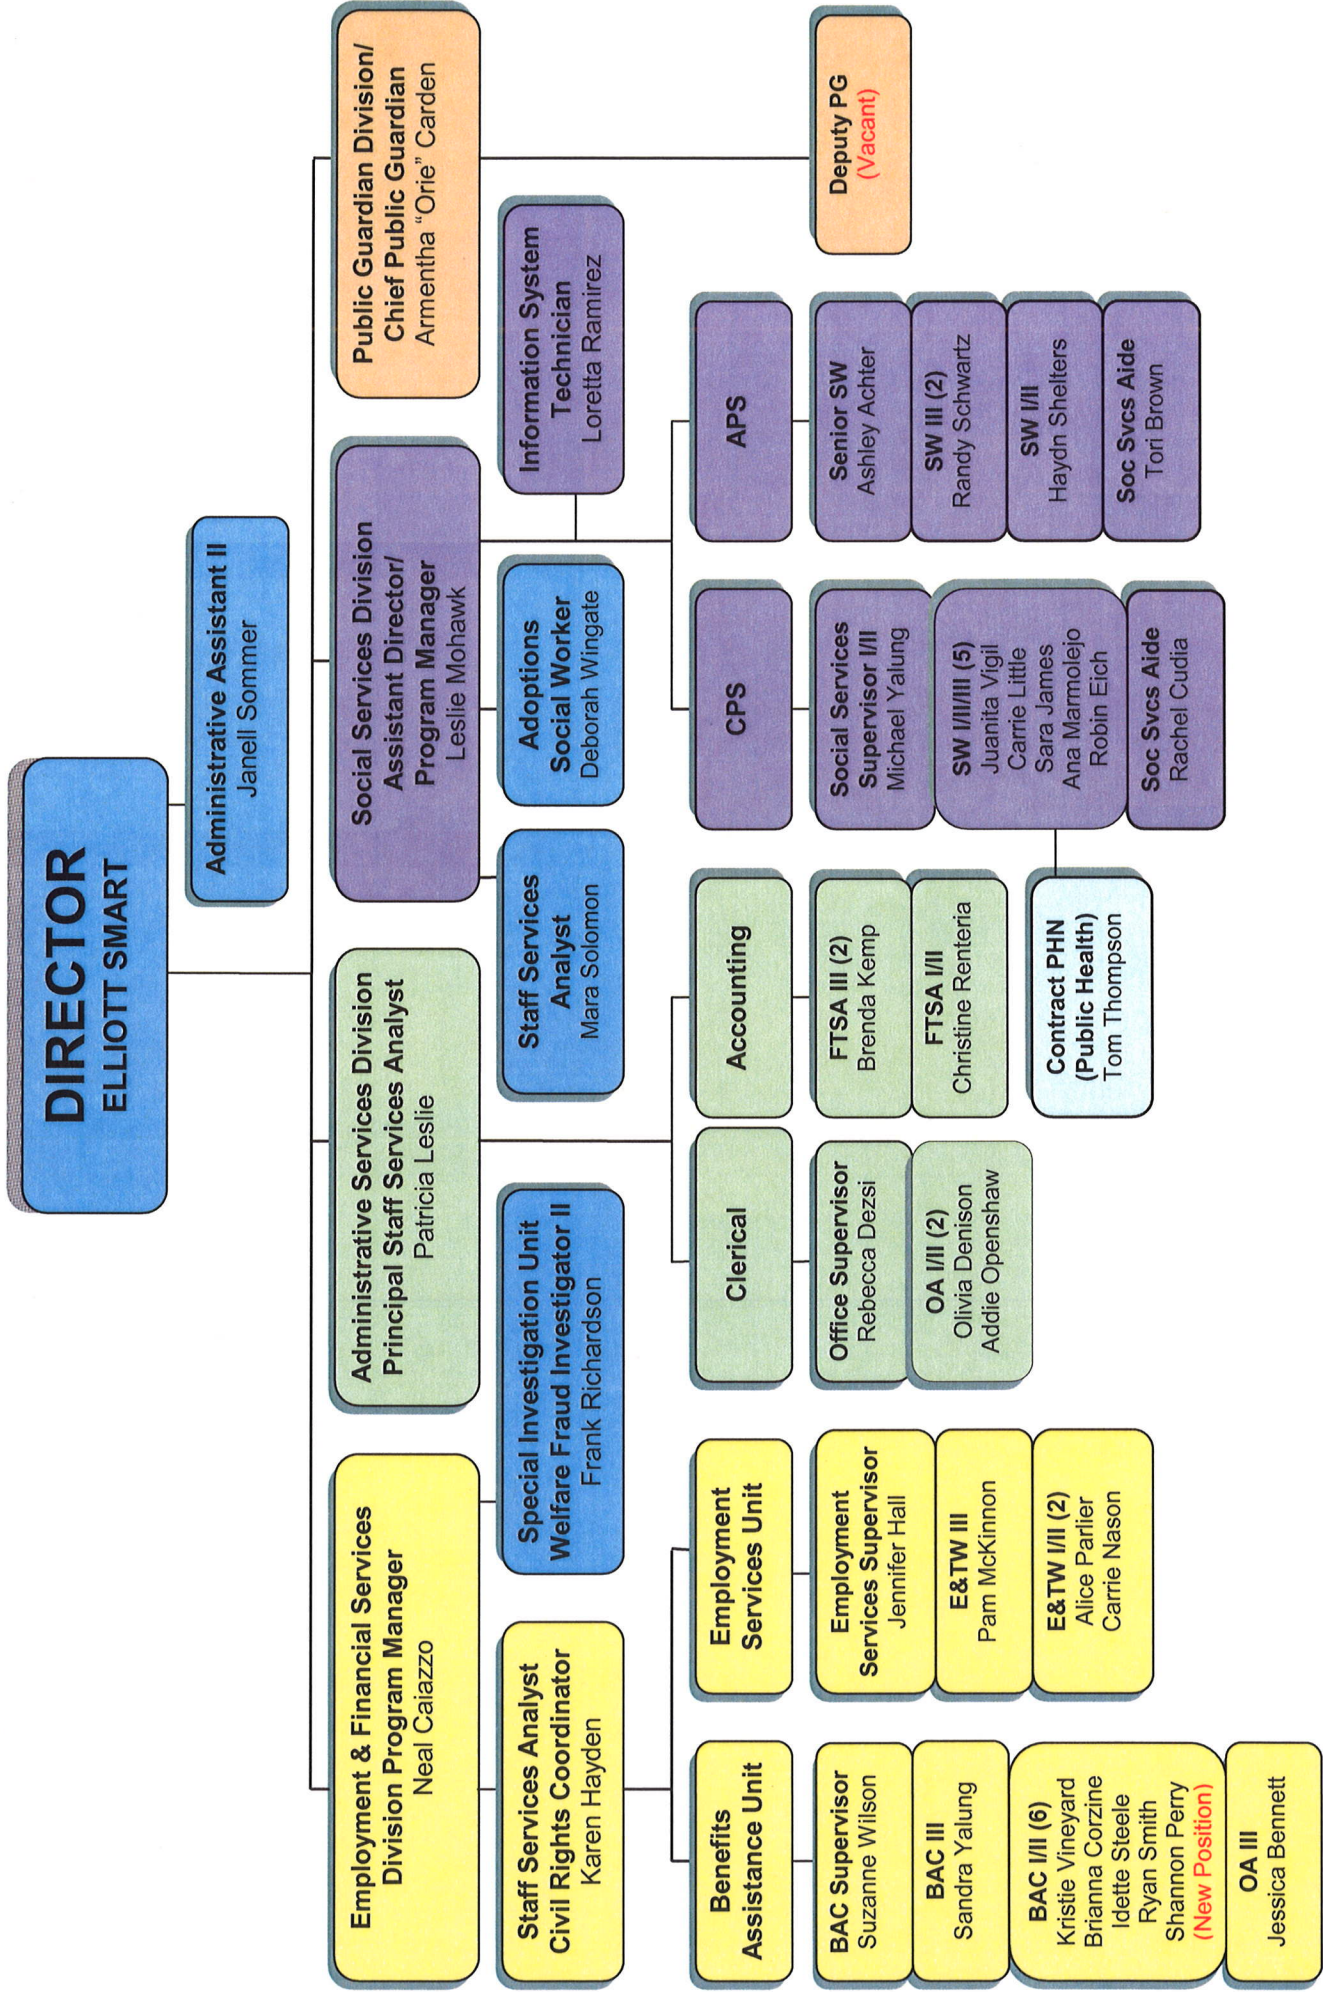 DIRECTOR
ELLIOTT SMART
Administrative Assistant II
Janell Sommer
Employment & Financial Services
Division Program Manager
Neal Caiazzo
Administrative Services Division
Principal Staff Services Analyst
Patricia Leslie
Social Services Division
Assistant Director/
Program Manager
Leslie Mohawk
Public Guardian Division/
Chief Public Guardian
Armentha “Orie” Carden
Staff Services Analyst
Civil Rights Coordinator
Karen Hayden
Special Investigation Unit
Welfare Fraud Investigator II
Frank Richardson
Staff Services
Analyst
Mara Solomon
Adoptions
Social Worker
Deborah Wingate
Information System
Technician
Loretta Ramirez
Benefits
Assistance Unit
BAC Supervisor
Suzanne Wilson
BAC III
Sandra Yalung
BAC I/II (6)
Kristie Vineyard
Brianna Corzine
Idette Steele
Ryan Smith
Shannon Perry
(New Position)
OA III
Jessica Bennett
Employment
Services Unit
Employment
Services Supervisor
Jennifer Hall
E&TW III
Pam McKinnon
E&TW I/II (2)
Alice Parlier
Carrie Nason
Clerical
Office Supervisor
Rebecca Dezsi
OA I/II (2)
Olivia Denison
Addie Openshaw
Accounting
FTSA III (2)
Brenda Kemp
FTSA I/II
Christine Renteria
Contract PHN
(Public Health)
Tom Thompson
CPS
Social Services
Supervisor I/II
Michael Yalung
SW I/II/III (5)
Juanita Vigil
Carrie Little
Sara James
Ana Marmolejo
Robin Eich
Soc Svcs Aide
Rachel Cudia
APS
Senior SW
Ashley Achter
SW III (2)
Randy Schwartz
SW I/II
Haydn Shelters
Soc Svcs Aide
Tori Brown
Deputy PG
(Vacant)